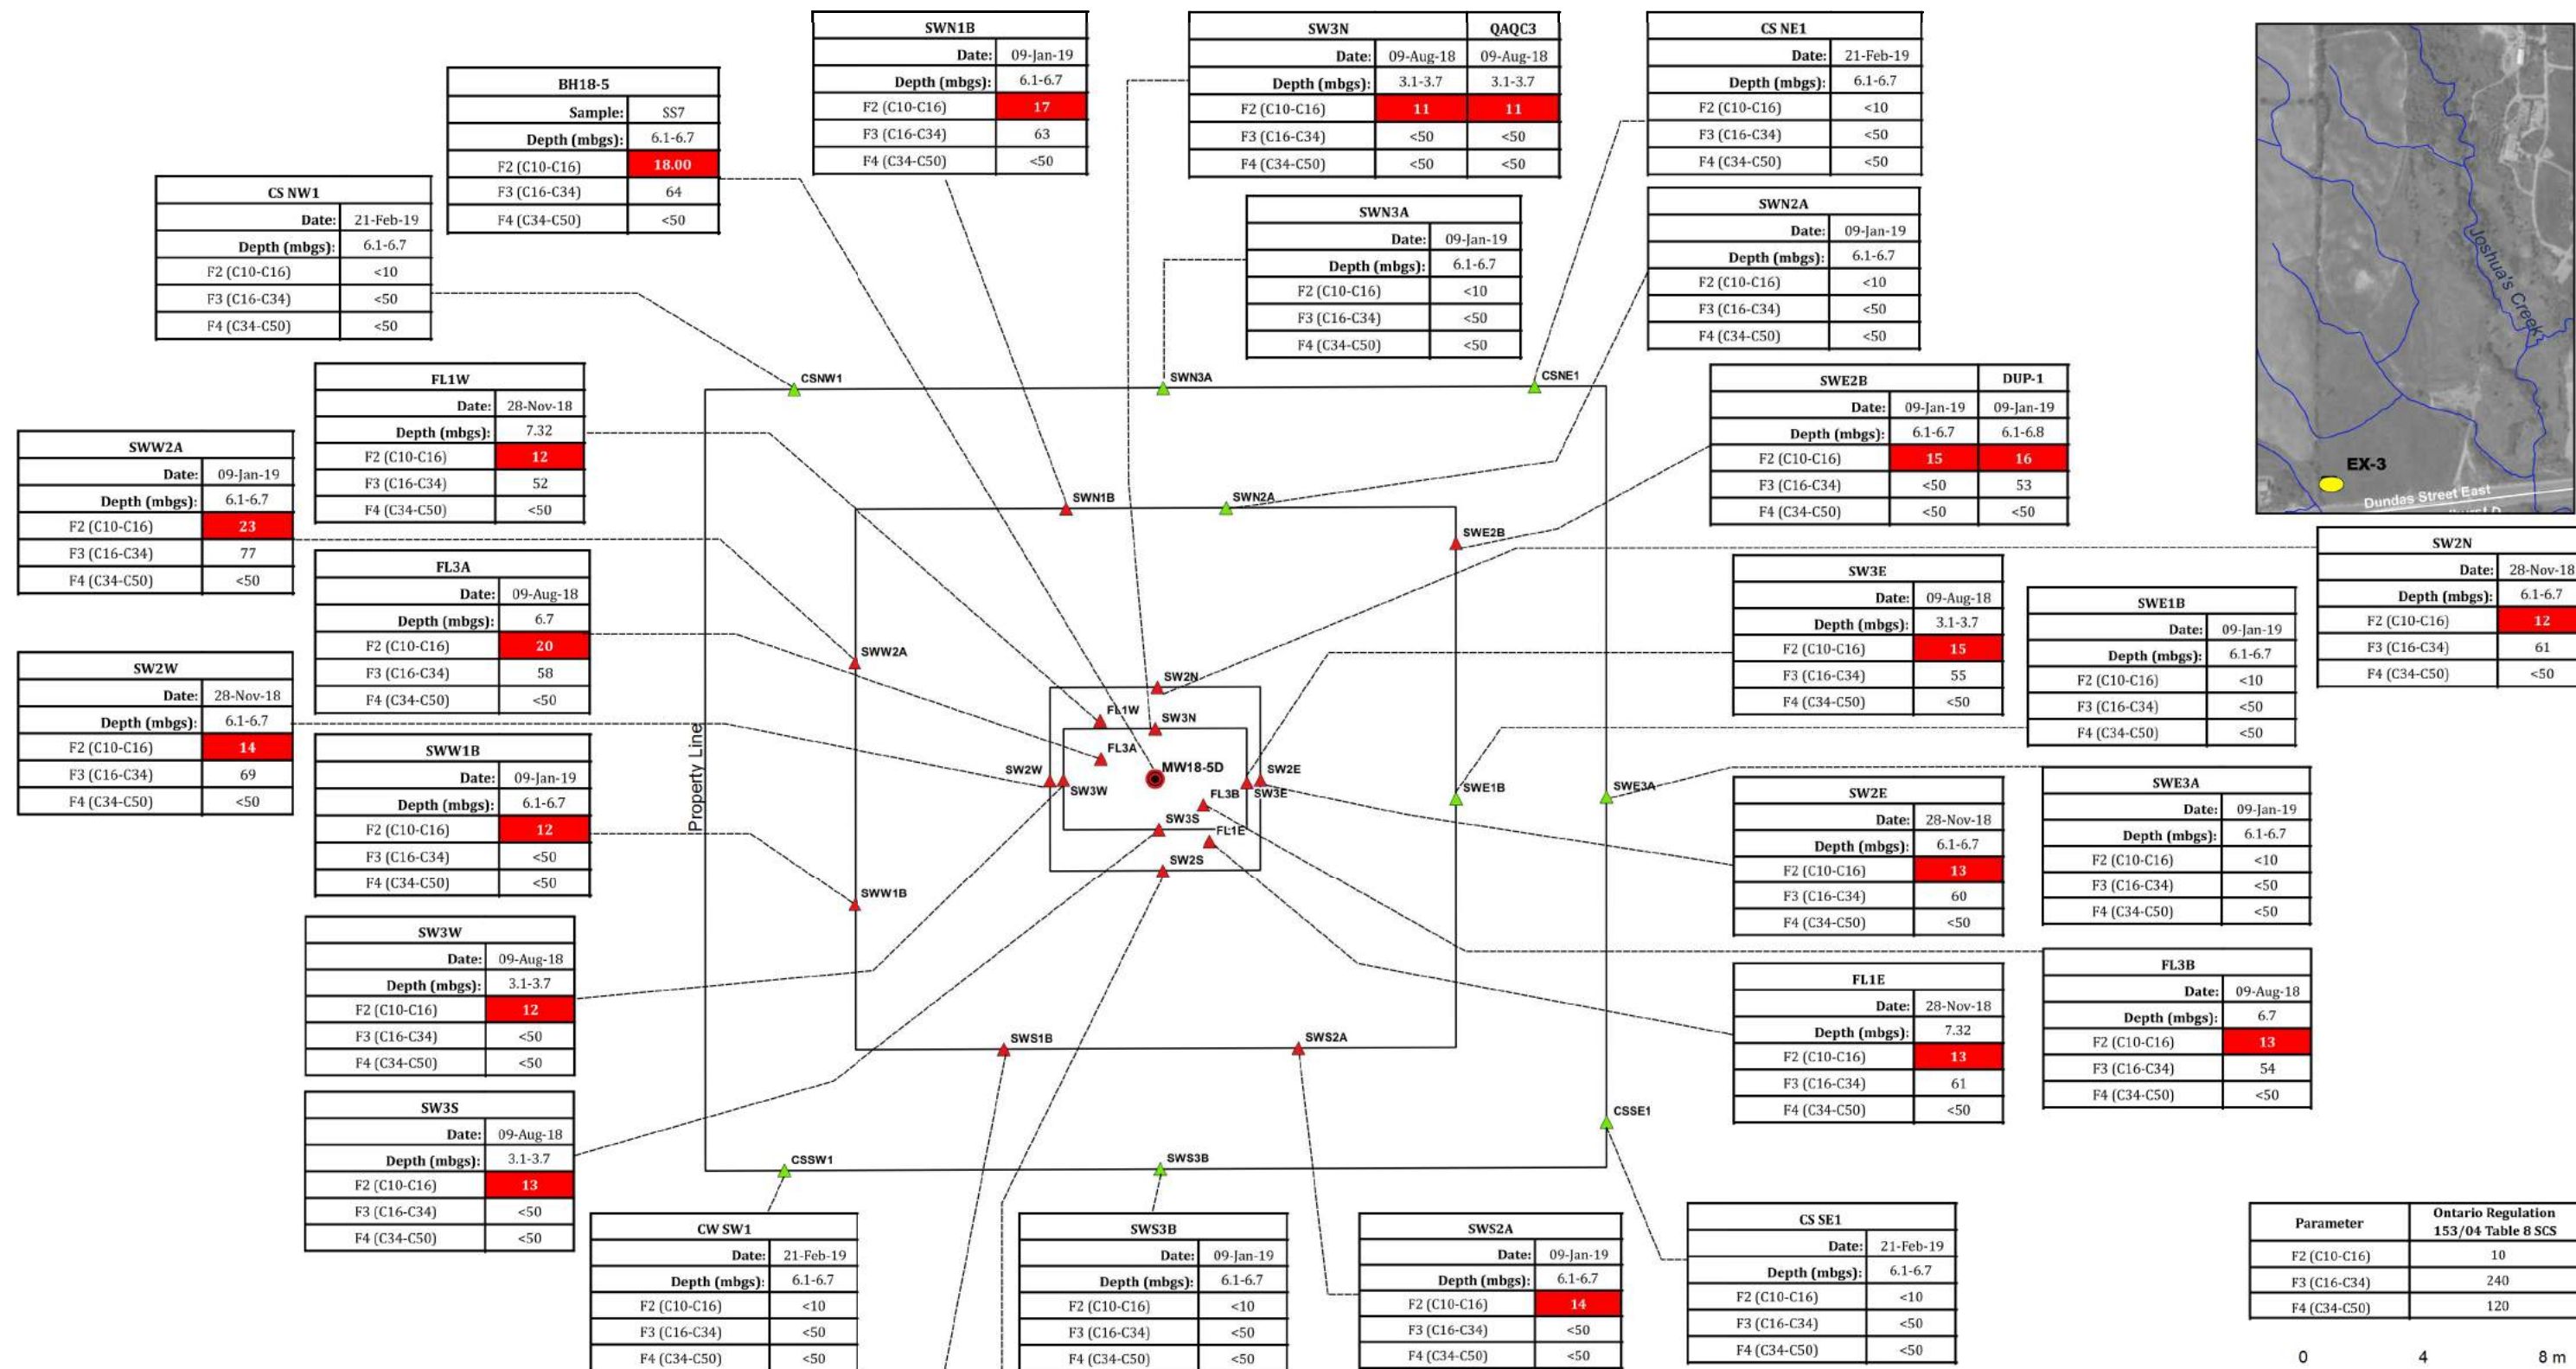 SWN1B
Date: 09-Jan-19
Depth (mbgs): 6.1-6.7
F2 (C10-C16) 17
F3 (C16-C34) 63
F4 (C34-C50) <50
SW3N QAQC3
Date: 09-Aug-18 09-Aug-18
Depth (mbgs): 3.1-3.7 3.1-3.7
F2 (C10-C16) 11 11
F3 (C16-C34) <50 <50
F4 (C34-C50) <50 <50
CS NE1
Date: 21-Feb-19
Depth (mbgs): 6.1-6.7
F2 (C10-C16) <10
F3 (C16-C34) <50
F4 (C34-C50) <50
BH18-5
Sample: SS7
Depth (mbgs): 6.1-6.7
F2 (C10-C16) 18.00
F3 (C16-C34) 64
F4 (C34-C50) <50
CS NW1
Date: 21-Feb-19
Depth (mbgs): 6.1-6.7
F2 (C10-C16) <10
F3 (C16-C34) <50
F4 (C34-C50) <50
SWN3A
Date: 09-Jan-19
Depth (mbgs): 6.1-6.7
F2 (C10-C16) <10
F3 (C16-C34) <50
F4 (C34-C50) <50
SWN2A
Date: 09-Jan-19
Depth (mbgs): 6.1-6.7
F2 (C10-C16) <10
F3 (C16-C34) <50
F4 (C34-C50) <50
Joshua's Creek
EX-3
Dundas Street East
FL1W
Date: 28-Nov-18
Depth (mbgs): 7.32
F2 (C10-C16) 12
F3 (C16-C34) 52
F4 (C34-C50) <50
SWE2B DUP-1
Date: 09-Jan-19 09-Jan-19
Depth (mbgs): 6.1-6.7 6.1-6.8
F2 (C10-C16) 15 16
F3 (C16-C34) <50 53
F4 (C34-C50) <50 <50
SWW2A
Date: 09-Jan-19
Depth (mbgs): 6.1-6.7
F2 (C10-C16) 23
F3 (C16-C34) 77
F4 (C34-C50) <50
FL3A
Date: 09-Aug-18
Depth (mbgs): 6.7
F2 (C10-C16) 20
F3 (C16-C34) 58
F4 (C34-C50) <50
SW2N
Date: 28-Nov-18
Depth (mbgs): 6.1-6.7
F2 (C10-C16) 12
F3 (C16-C34) 61
F4 (C34-C50) <50
SW3E
Date: 09-Aug-18
Depth (mbgs): 3.1-3.7
F2 (C10-C16) 15
F3 (C16-C34) 55
F4 (C34-C50) <50
SWE1B
Date: 09-Jan-19
Depth (mbgs): 6.1-6.7
F2 (C10-C16) <10
F3 (C16-C34) <50
F4 (C34-C50) <50
SW2W
Date: 28-Nov-18
Depth (mbgs): 6.1-6.7
F2 (C10-C16) 14
F3 (C16-C34) 69
F4 (C34-C50) <50
SWW1B
Date: 09-Jan-19
Depth (mbgs): 6.1-6.7
F2 (C10-C16) 12
F3 (C16-C34) <50
F4 (C34-C50) <50
SW2E
Date: 28-Nov-18
Depth (mbgs): 6.1-6.7
F2 (C10-C16) 13
F3 (C16-C34) 60
F4 (C34-C50) <50
SWE3A
Date: 09-Jan-19
Depth (mbgs): 6.1-6.7
F2 (C10-C16) <10
F3 (C16-C34) <50
F4 (C34-C50) <50
SW3W
Date: 09-Aug-18
Depth (mbgs): 3.1-3.7
F2 (C10-C16) 12
F3 (C16-C34) <50
F4 (C34-C50) <50
FL1E
Date: 28-Nov-18
Depth (mbgs): 7.32
F2 (C10-C16) 13
F3 (C16-C34) 61
F4 (C34-C50) <50
FL3B
Date: 09-Aug-18
Depth (mbgs): 6.7
F2 (C10-C16) 13
F3 (C16-C34) 54
F4 (C34-C50) <50
SW3S
Date: 09-Aug-18
Depth (mbgs): 3.1-3.7
F2 (C10-C16) 13
F3 (C16-C34) <50
F4 (C34-C50) <50
CSNW1
SWN3A
CSNE1
SWN1B
SWN2A
SWE2B
SWW2A
SW2N
FL1W
SW3N
FL3A
SW2W
SW3W
MW18-5D
SW2E
SW3E
FL3B
SW3S
FL1E
SW2S
SWE1B
SWE3A
SWW1B
SWS1B
SWS2A
CSSE1
CSSW1
SWS3B
Property Line
CW SW1
Date: 21-Feb-19
Depth (mbgs): 6.1-6.7
F2 (C10-C16) <10
F3 (C16-C34) <50
F4 (C34-C50) <50
SWS3B
Date: 09-Jan-19
Depth (mbgs): 6.1-6.7
F2 (C10-C16) <10
F3 (C16-C34) <50
F4 (C34-C50) <50
SWS2A
Date: 09-Jan-19
Depth (mbgs): 6.1-6.7
F2 (C10-C16) 14
F3 (C16-C34) <50
F4 (C34-C50) <50
CS SE1
Date: 21-Feb-19
Depth (mbgs): 6.1-6.7
F2 (C10-C16) <10
F3 (C16-C34) <50
F4 (C34-C50) <50
Parameter Ontario Regulation
153/04 Table 8 SCS
F2 (C10-C16) 10
F3 (C16-C34) 240
F4 (C34-C50) 120
0 4 8 m